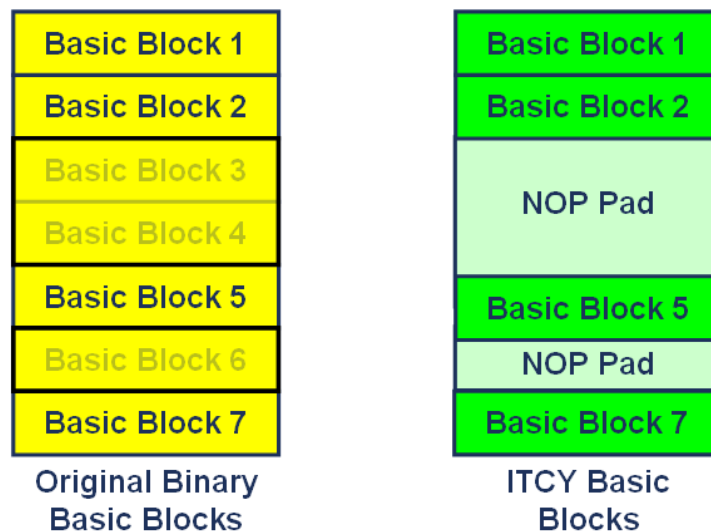 Basic Block 1
Basic Block 2
Basic Block 3
Basic Block 4
Basic Block 5
Basic Block 6
Basic Block 7
Original Binary
Basic Blocks
Basic Block 1
Basic Block 2
NOP Pad
Basic Block 5
NOP Pad
Basic Block 7
ITCY Basic
Blocks